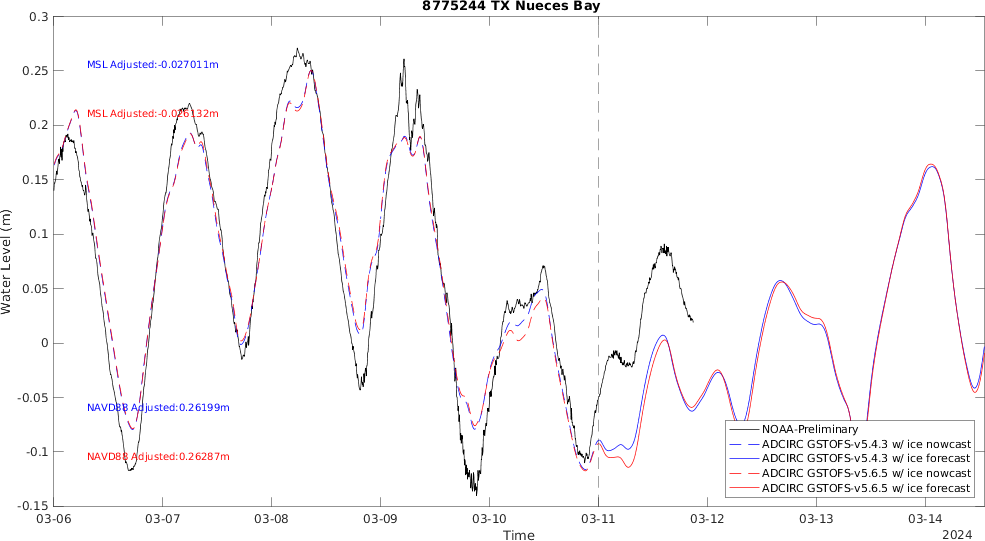 8775244 TX Nueces Bay
0.3
0.25
0.2
0.15
0.1
0.05
0
-0.05
-0.1
-0.15
Water Level (m)
MSL Adjusted:-0.027011m
MSL Adjusted:-0.026132m
NAVD88 Adjusted:0.26199m
NAVD88 Adjusted:0.26287m
NOAA-Preliminary
ADCIRC GSTOFS-v5.4.3 w/ ice nowcast
ADCIRC GSTOFS-v5.4.3 w/ ice forecast
ADCIRC GSTOFS-v5.6.5 w/ ice nowcast
ADCIRC GSTOFS-v5.6.5 w/ ice forecast
03-06 03-07 03-08 03-09 03-10 03-11 03-12 03-13 03-14
Time
2024